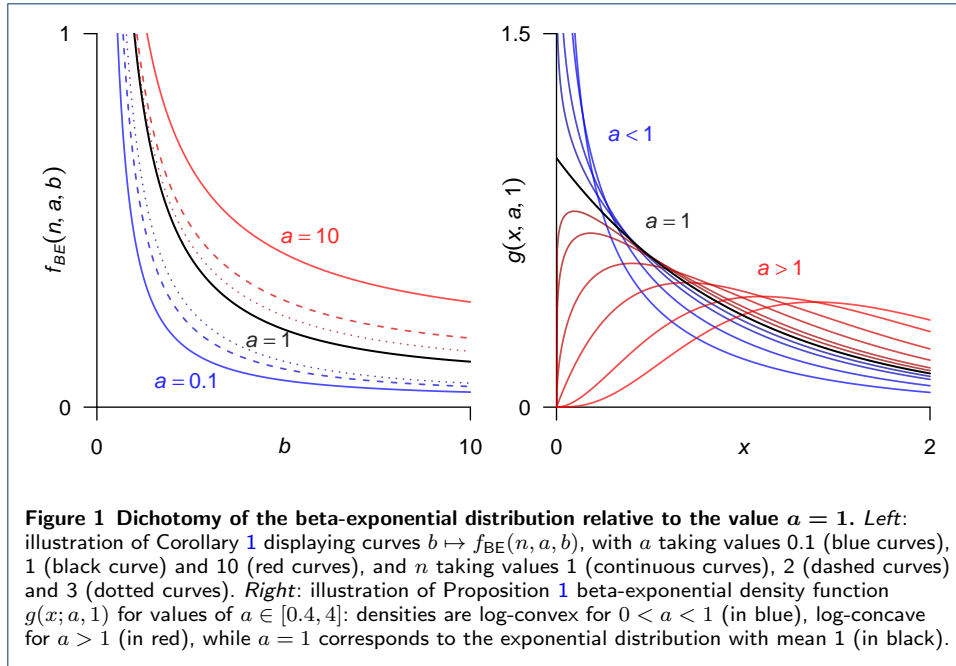 1
0
0
10
b
f_BE(n, a, b)
a = 10
a = 1
a = 0.1
1.5
0
0
2
x
g(x, a, 1)
a < 1
a = 1
a > 1
Figure 1 Dichotomy of the beta-exponential distribution relative to the value a = 1. Left:
illustration of Corollary 1 displaying curves b ↦ f_BE(n, a, b), with a taking values 0.1 (blue curves),
1 (black curve) and 10 (red curves), and n taking values 1 (continuous curves), 2 (dashed curves)
and 3 (dotted curves). Right: illustration of Proposition 1 beta-exponential density function
g(x; a, 1) for values of a ∈ [0.4, 4]: densities are log-convex for 0 < a < 1 (in blue), log-concave
for a > 1 (in red), while a = 1 corresponds to the exponential distribution with mean 1 (in black).